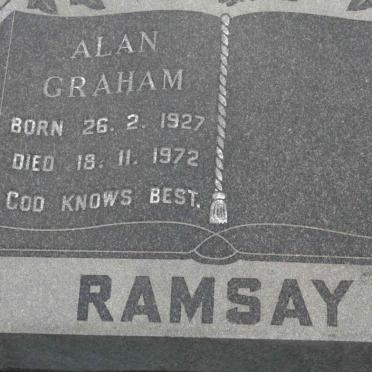 ALAN
GRAHAM
BORN 26. 2. 1927
DIED 18. 11. 1972
GOD KNOWS BEST.
RAMSAY